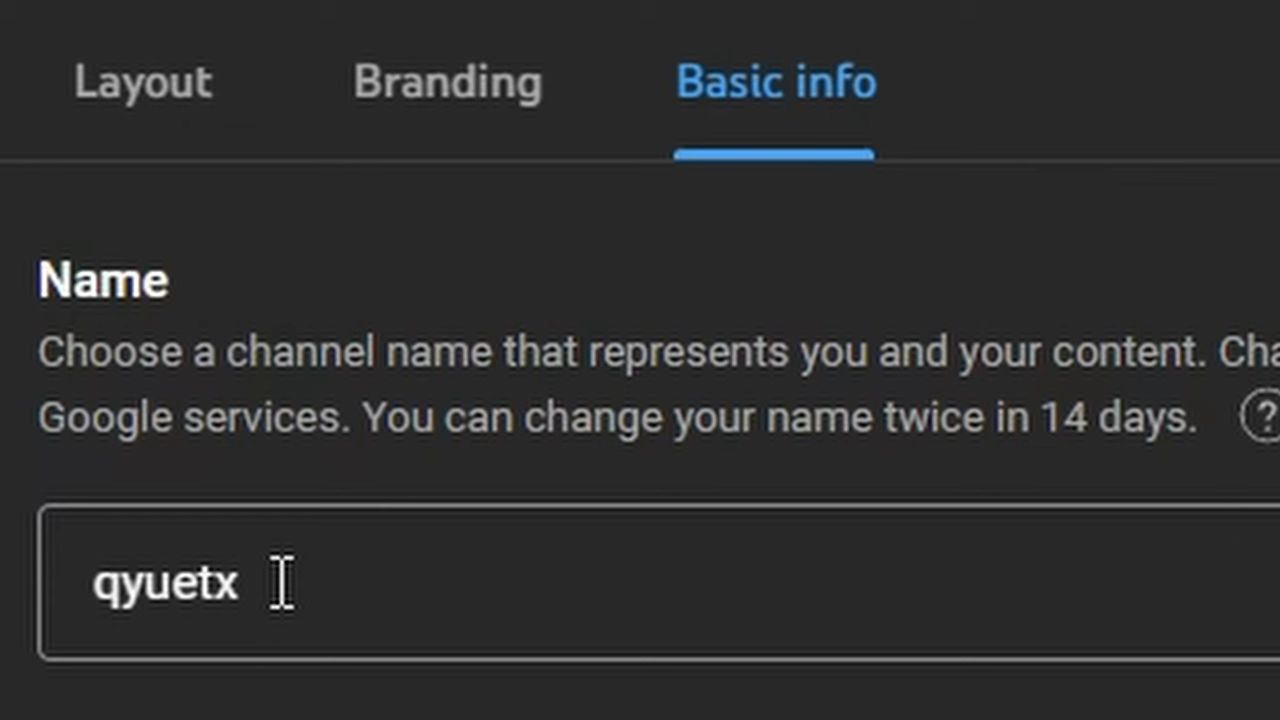 Layout Branding Basic info
Name
Choose a channel name that represents you and your content.
Google services. You can change your name twice in 14 days. ?
qyuetx